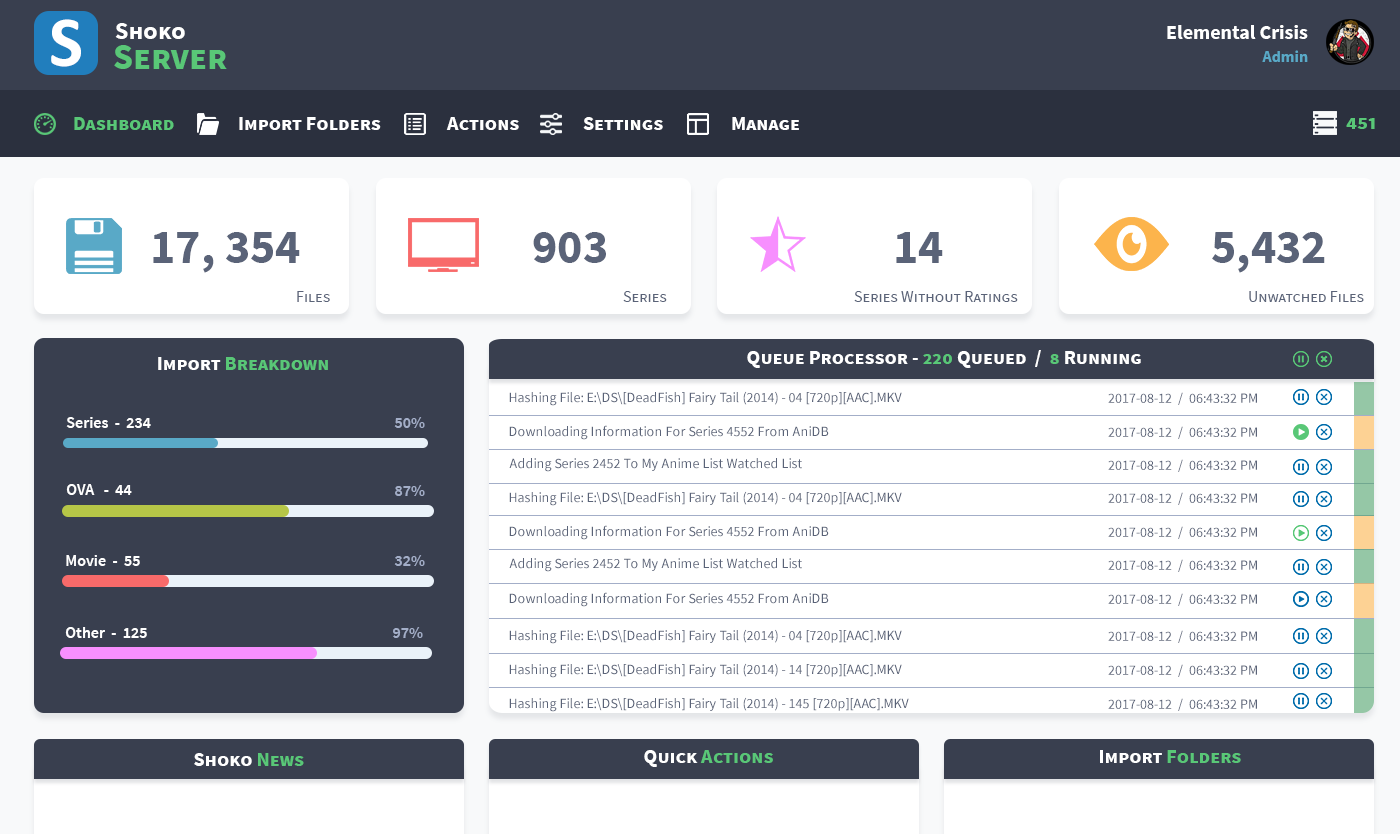 S
Shoko
Server
Elemental Crisis
Admin
Dashboard
Import Folders
Actions
Settings
Manage
451
17, 354
Files
903
Series
14
Series Without Ratings
5,432
Unwatched Files
Import Breakdown
Series - 234
50%
OVA - 44
87%
Movie - 55
32%
Other - 125
97%
Queue Processor - 220 Queued / 8 Running
Hashing File: E:\DS\[DeadFish] Fairy Tail (2014) - 04 [720p][AAC].MKV 2017-08-12 / 06:43:32 PM
Downloading Information For Series 4552 From AniDB 2017-08-12 / 06:43:32 PM
Adding Series 2452 To My Anime List Watched List 2017-08-12 / 06:43:32 PM
Hashing File: E:\DS\[DeadFish] Fairy Tail (2014) - 04 [720p][AAC].MKV 2017-08-12 / 06:43:32 PM
Downloading Information For Series 4552 From AniDB 2017-08-12 / 06:43:32 PM
Adding Series 2452 To My Anime List Watched List 2017-08-12 / 06:43:32 PM
Downloading Information For Series 4552 From AniDB 2017-08-12 / 06:43:32 PM
Hashing File: E:\DS\[DeadFish] Fairy Tail (2014) - 04 [720p][AAC].MKV 2017-08-12 / 06:43:32 PM
Hashing File: E:\DS\[DeadFish] Fairy Tail (2014) - 14 [720p][AAC].MKV 2017-08-12 / 06:43:32 PM
Hashing File: E:\DS\[DeadFish] Fairy Tail (2014) - 145 [720p][AAC].MKV 2017-08-12 / 06:43:32 PM
Shoko News
Quick Actions
Import Folders